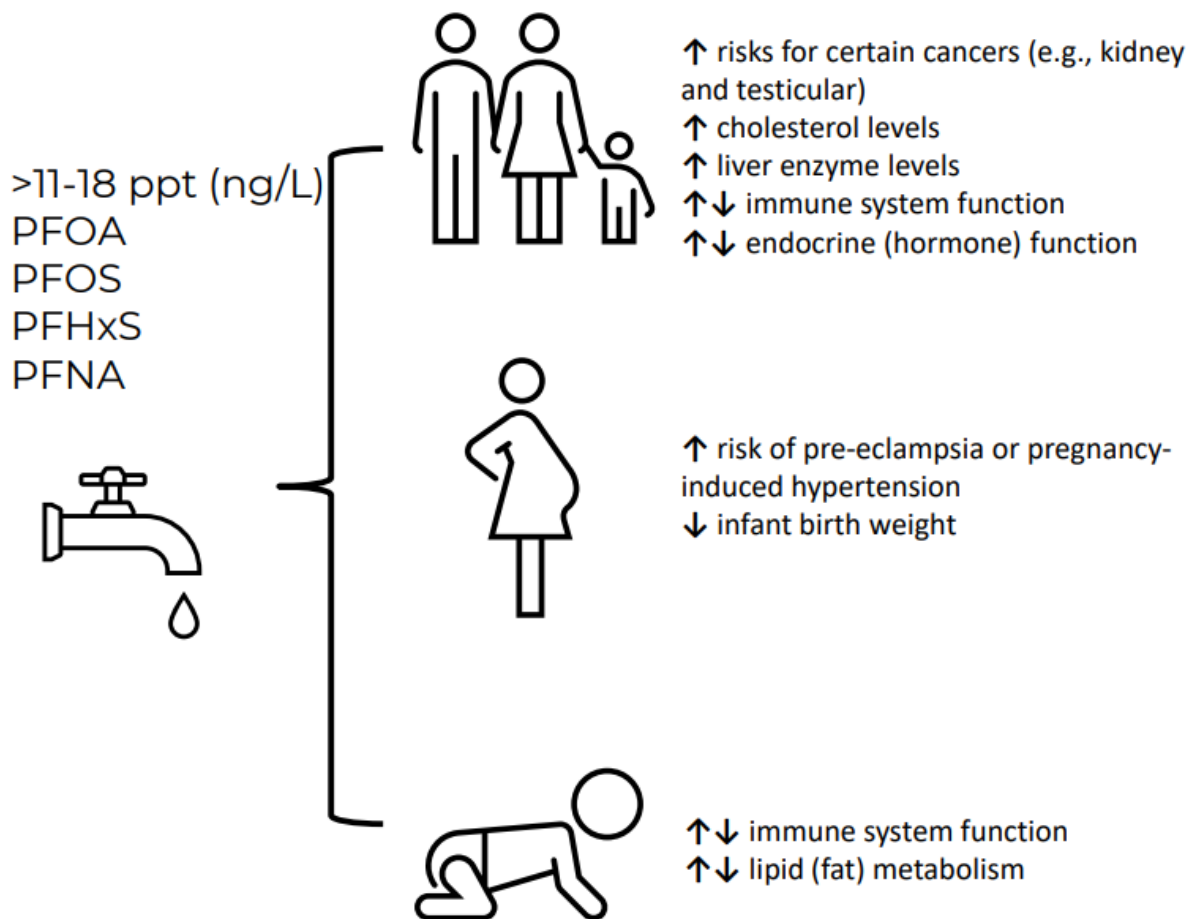 >11-18 ppt (ng/L)
PFOA
PFOS
PFHxS
PFNA
↑ risks for certain cancers (e.g., kidney
and testicular)
↑ cholesterol levels
↑ liver enzyme levels
↑↓ immune system function
↑↓ endocrine (hormone) function
↑ risk of pre-eclampsia or pregnancy-
induced hypertension
↓ infant birth weight
↑↓ immune system function
↑↓ lipid (fat) metabolism